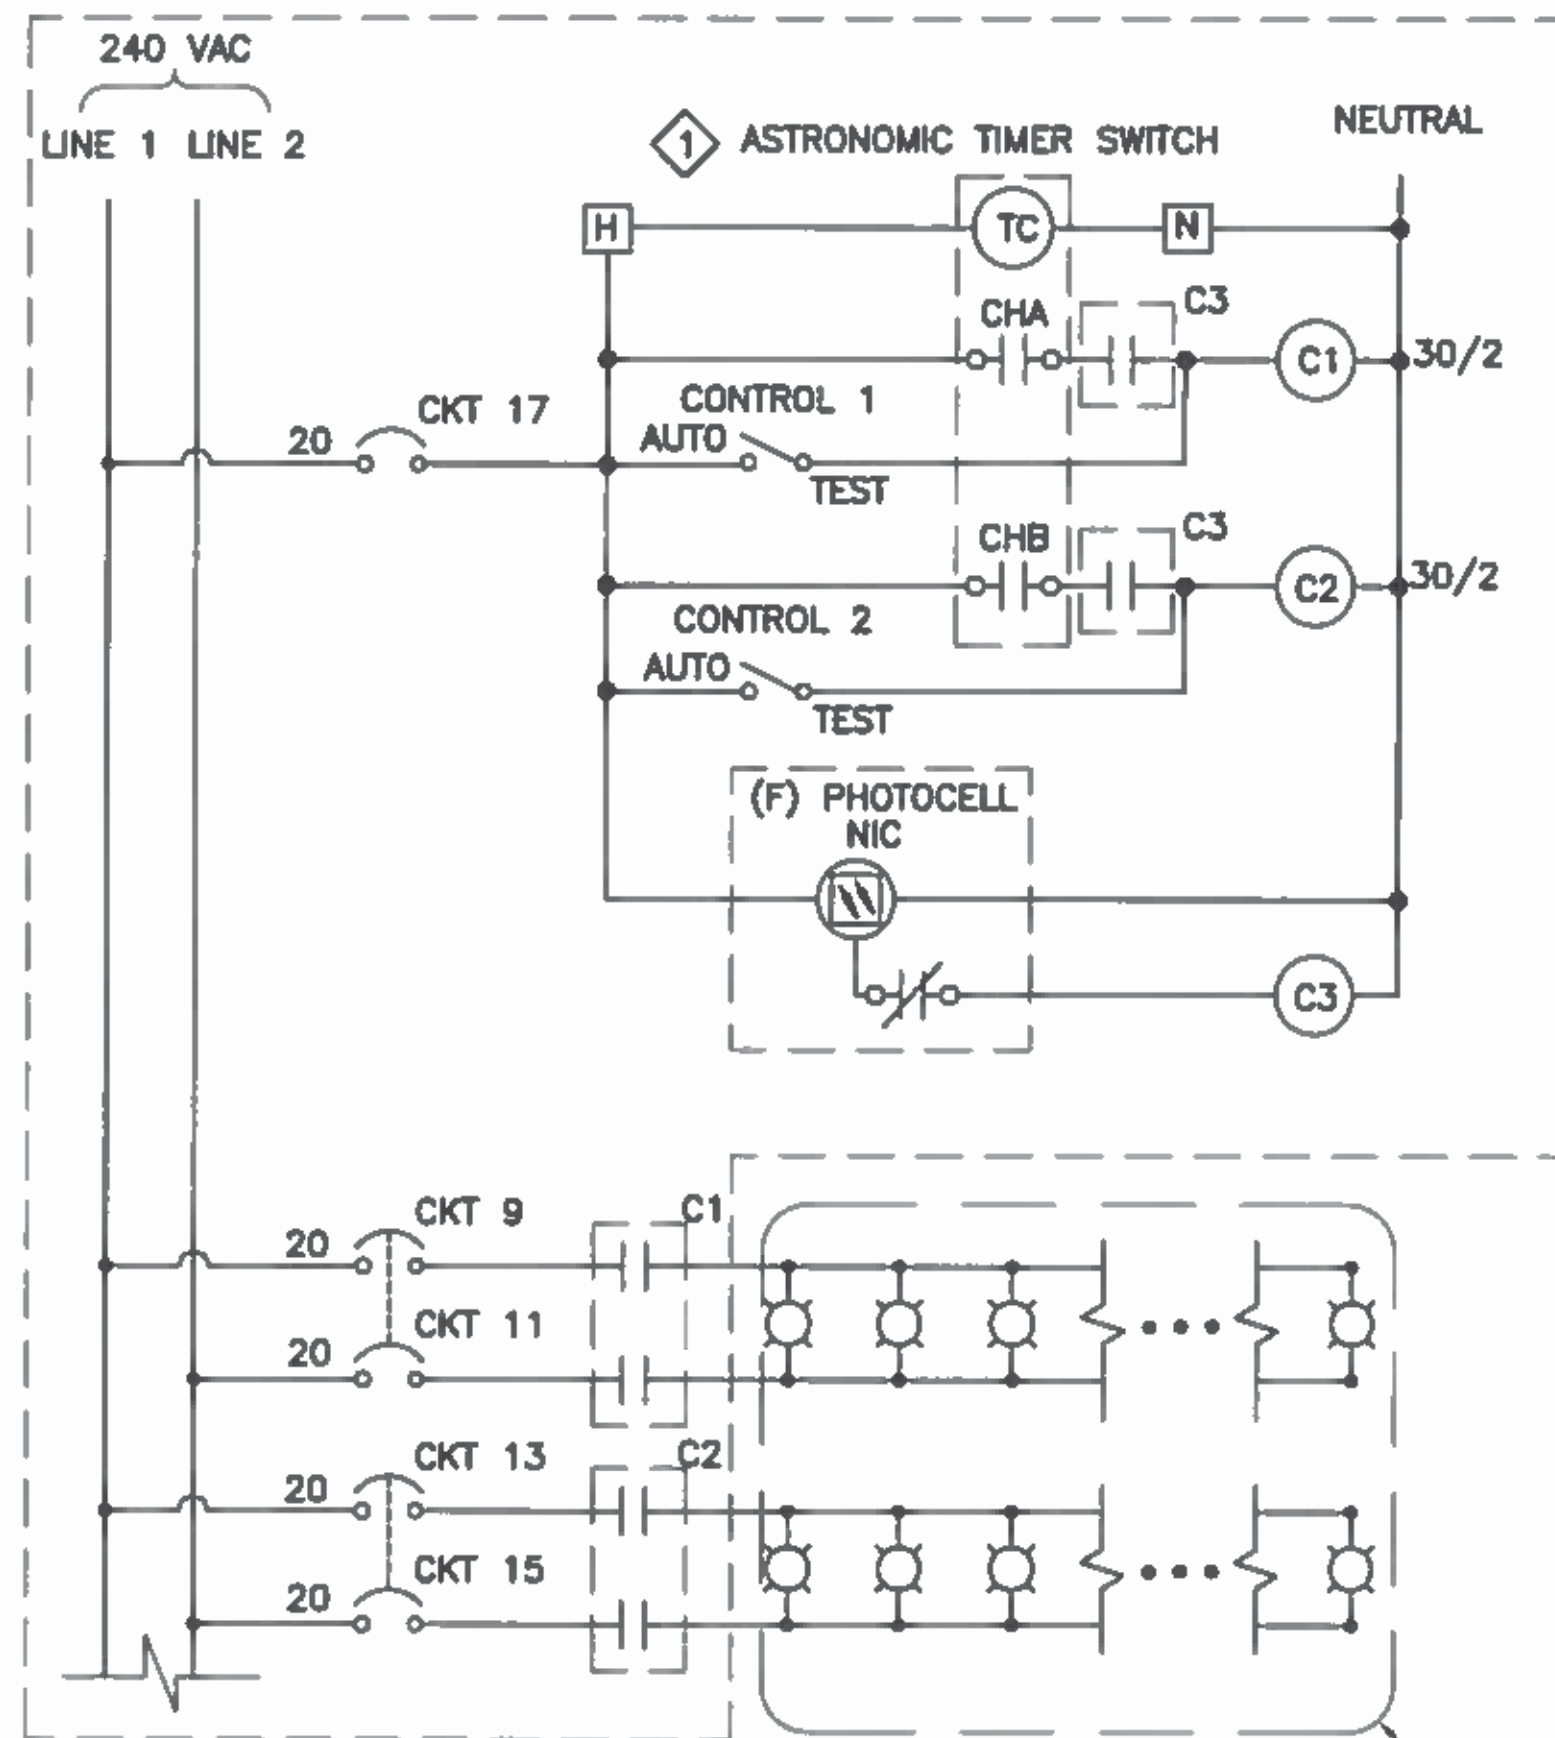 240 VAC
LINE 1 LINE 2
1 ASTRONOMIC TIMER SWITCH
NEUTRAL
H
TC
N
CHA
C3
C1
30/2
CONTROL 1
AUTO
TEST
20
CKT 17
CHB
C3
C2
30/2
CONTROL 2
AUTO
TEST
(F) PHOTOCELL
NIC
C3
20
CKT 9
C1
20
CKT 11
20
CKT 13
C2
20
CKT 15